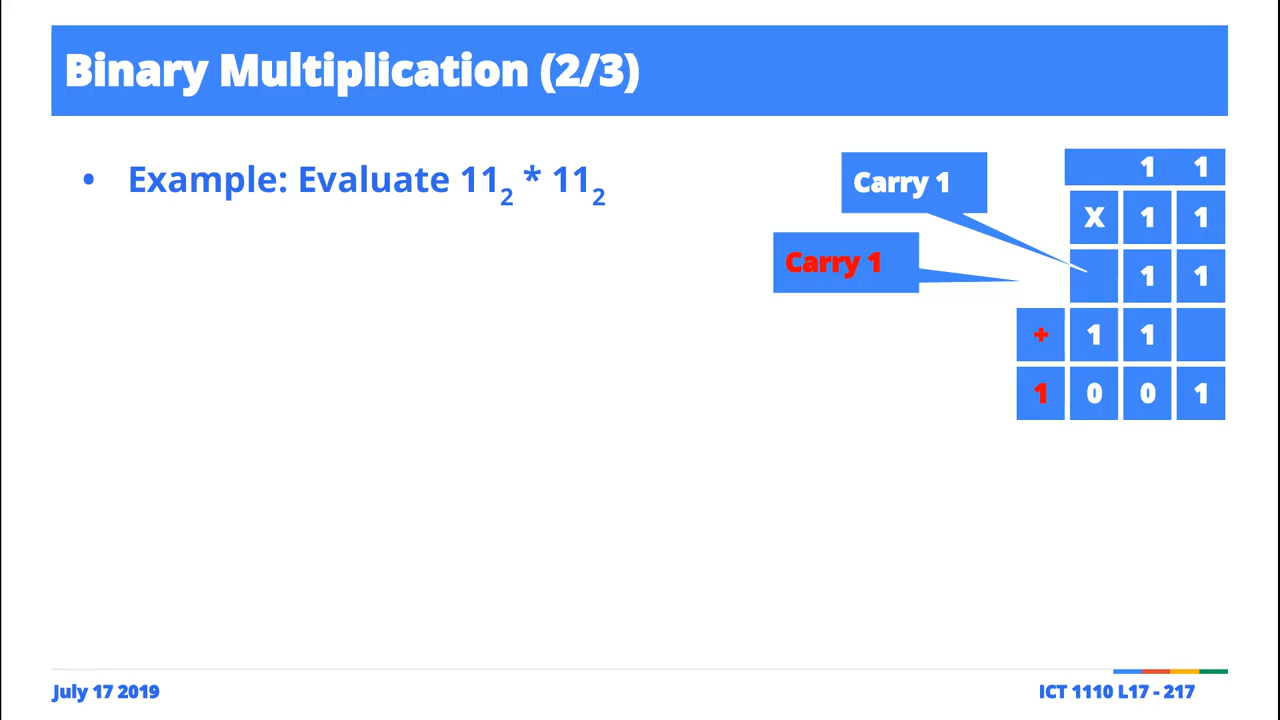 Binary Multiplication (2/3)
• Example: Evaluate 11₂ * 11₂
Carry 1
Carry 1
1 1
X 1 1
1 1
+ 1 1
1 0 0 1
July 17 2019
ICT 1110 L17 - 217